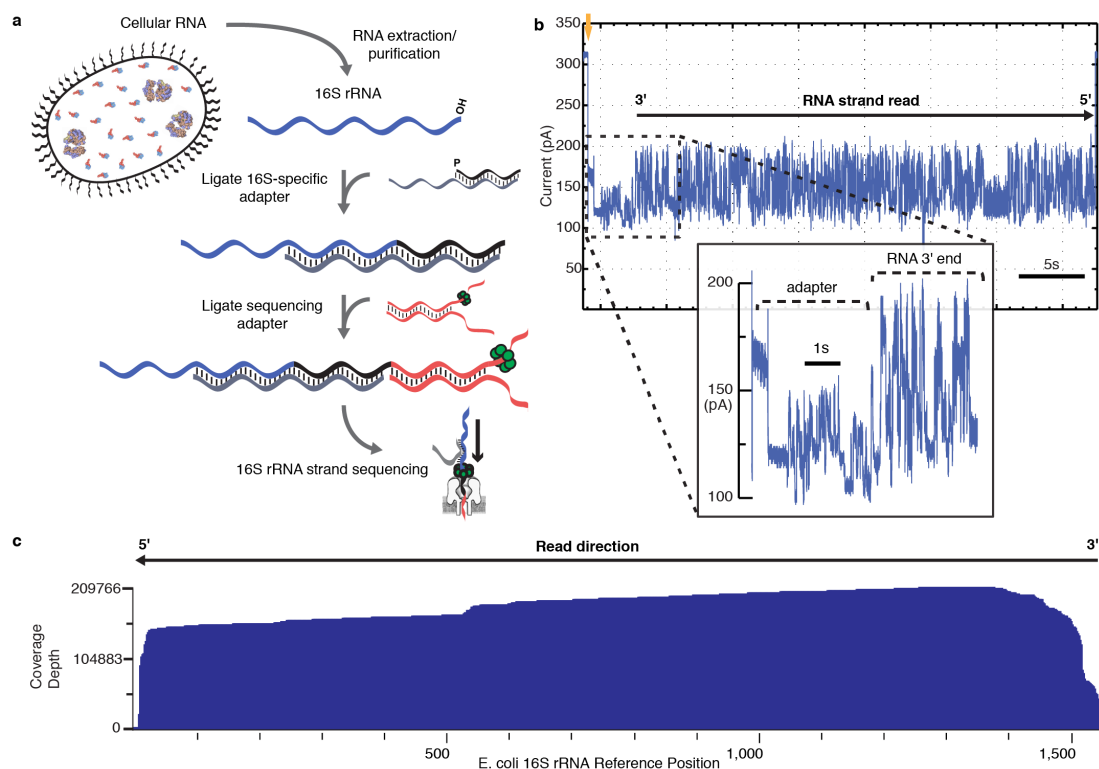 a
Cellular RNA
RNA extraction/
purification
16S rRNA
HO
Ligate 16S-specific
adapter
P
Ligate sequencing
adapter
16S rRNA strand sequencing
b
350
300
250
200
150
100
50
Current (pA)
3'
RNA strand read
5'
5s
RNA 3' end
adapter
1s
200
150
(pA)
100
c
5'
Read direction
3'
209766
104883
0
Coverage
Depth
500
1,000
1,500
E. coli 16S rRNA Reference Position